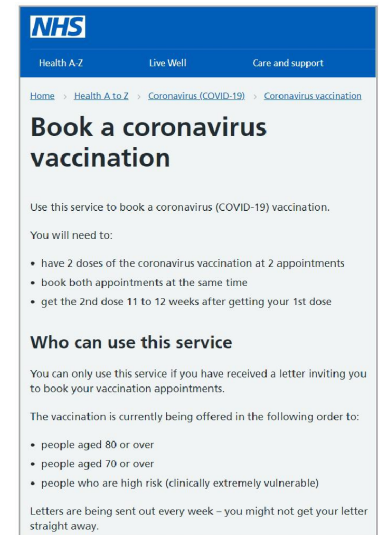 NHS
Health A-Z Live Well Care and support
Home > Health A to Z > Coronavirus (COVID-19) > Coronavirus vaccination
Book a coronavirus
vaccination
Use this service to book a coronavirus (COVID-19) vaccination.
You will need to:
• have 2 doses of the coronavirus vaccination at 2 appointments
• book both appointments at the same time
• get the 2nd dose 11 to 12 weeks after getting your 1st dose
Who can use this service
You can only use this service if you have received a letter inviting you
to book your vaccination appointments.
The vaccination is currently being offered in the following order to:
• people aged 80 or over
• people aged 70 or over
• people who are high risk (clinically extremely vulnerable)
Letters are being sent out every week – you might not get your letter
straight away.